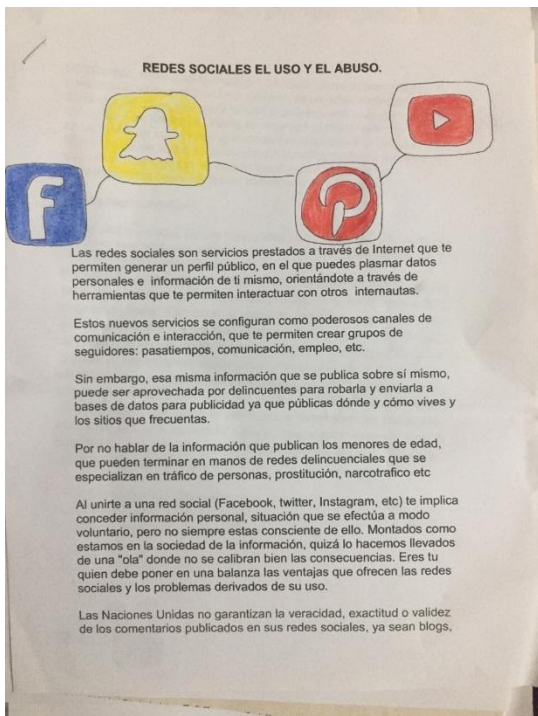 REDES SOCIALES EL USO Y EL ABUSO.
f
Las redes sociales son servicios prestados a través de Internet que te
permiten generar un perfil público, en el que puedes plasmar datos
personales e información de ti mismo, orientándote a través de
herramientas que te permiten interactuar con otros internautas.
Estos nuevos servicios se configuran como poderosos canales de
comunicación e interacción, que te permiten crear grupos de
seguidores: pasatiempos, comunicación, empleo, etc.
Sin embargo, esa misma información que se publica sobre sí mismo,
puede ser aprovechada por delincuentes para robarla y enviarla a
bases de datos para publicidad ya que públicas dónde y cómo vives y
los sitios que frecuentas.
Por no hablar de la información que publican los menores de edad,
que pueden terminar en manos de redes delincuenciales que se
especializan en tráfico de personas, prostitución, narcotrafico etc
Al unirte a una red social (Facebook, twitter, Instagram, etc) te implica
conceder información personal, situación que se efectúa a modo
voluntario, pero no siempre estas consciente de ello. Montados como
estamos en la sociedad de la información, quizá lo hacemos llevados
de una "ola" donde no se calibran bien las consecuencias. Eres tu
quien debe poner en una balanza las ventajas que ofrecen las redes
sociales y los problemas derivados de su uso.
Las Naciones Unidas no garantizan la veracidad, exactitud o validez
de los comentarios publicados en sus redes sociales, ya sean blogs,